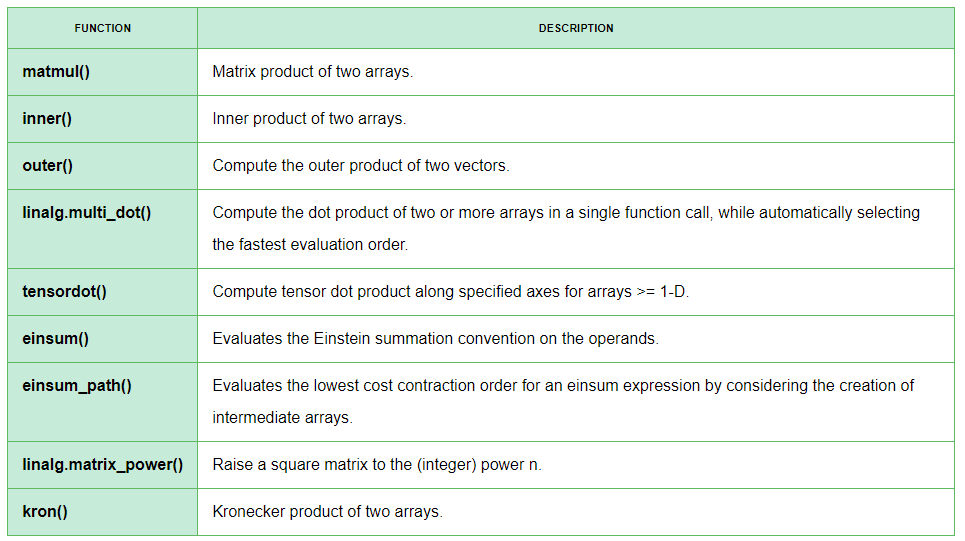 FUNCTION DESCRIPTION
matmul() Matrix product of two arrays.
inner() Inner product of two arrays.
outer() Compute the outer product of two vectors.
linalg.multi_dot() Compute the dot product of two or more arrays in a single function call, while automatically selecting
the fastest evaluation order.
tensordot() Compute tensor dot product along specified axes for arrays >= 1-D.
einsum() Evaluates the Einstein summation convention on the operands.
einsum_path() Evaluates the lowest cost contraction order for an einsum expression by considering the creation of
intermediate arrays.
linalg.matrix_power() Raise a square matrix to the (integer) power n.
kron() Kronecker product of two arrays.